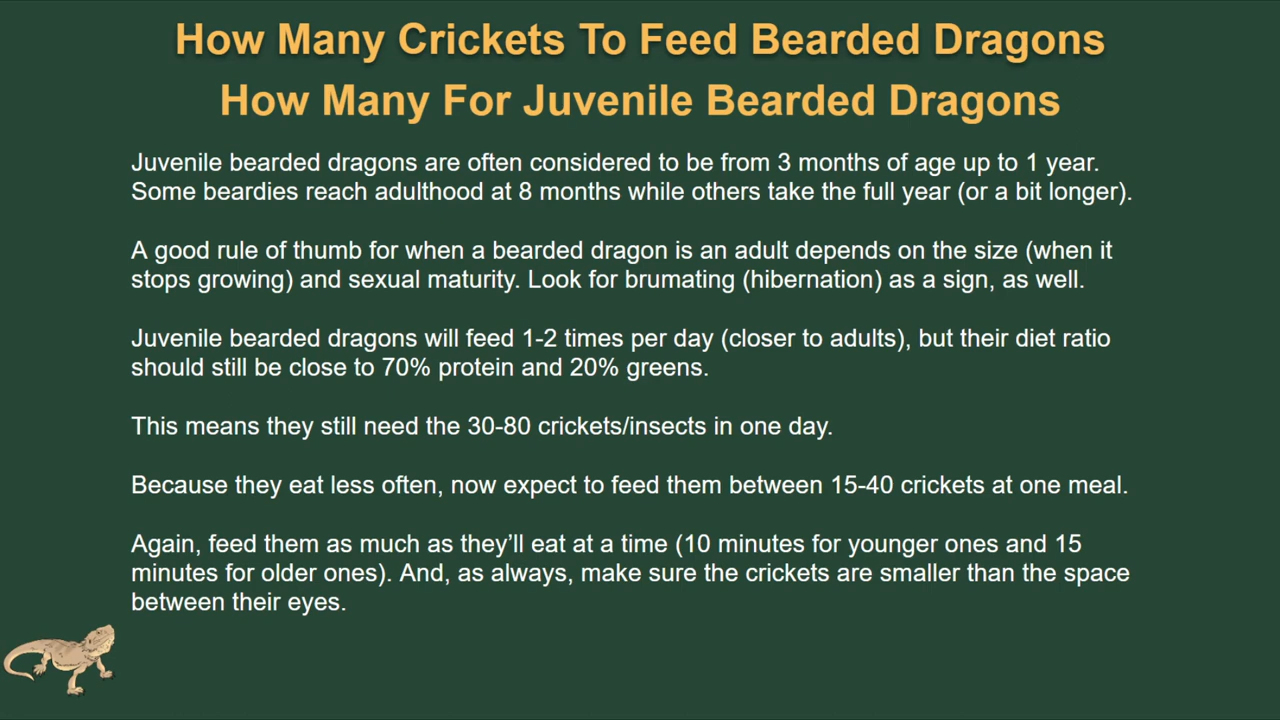 How Many Crickets To Feed Bearded Dragons
How Many For Juvenile Bearded Dragons
Juvenile bearded dragons are often considered to be from 3 months of age up to 1 year.
Some beardies reach adulthood at 8 months while others take the full year (or a bit longer).
A good rule of thumb for when a bearded dragon is an adult depends on the size (when it
stops growing) and sexual maturity. Look for brumating (hibernation) as a sign, as well.
Juvenile bearded dragons will feed 1-2 times per day (closer to adults), but their diet ratio
should still be close to 70% protein and 20% greens.
This means they still need the 30-80 crickets/insects in one day.
Because they eat less often, now expect to feed them between 15-40 crickets at one meal.
Again, feed them as much as they’ll eat at a time (10 minutes for younger ones and 15
minutes for older ones). And, as always, make sure the crickets are smaller than the space
between their eyes.